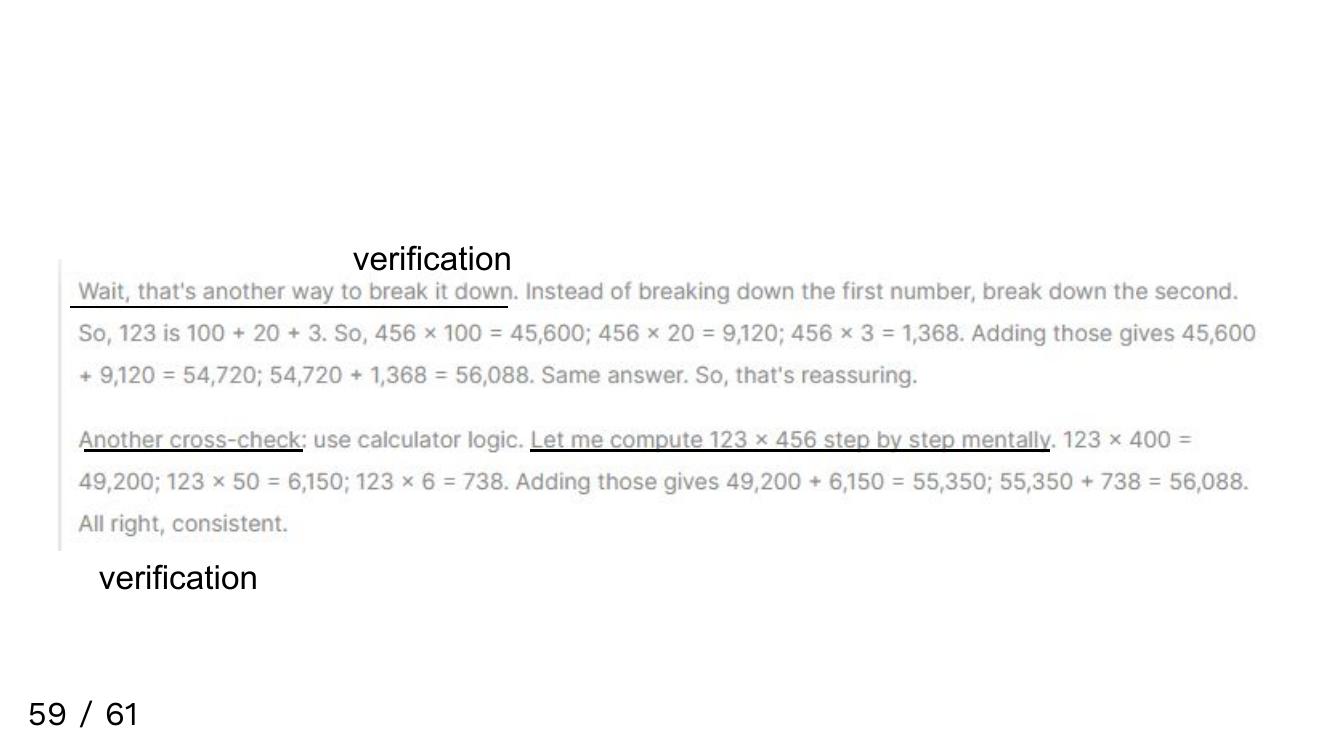 verification
Wait, that's another way to break it down. Instead of breaking down the first number, break down the second.
So, 123 is 100 + 20 + 3. So, 456 × 100 = 45,600; 456 × 20 = 9,120; 456 × 3 = 1,368. Adding those gives 45,600
+ 9,120 = 54,720; 54,720 + 1,368 = 56,088. Same answer. So, that's reassuring.
Another cross-check: use calculator logic. Let me compute 123 × 456 step by step mentally. 123 × 400 =
49,200; 123 × 50 = 6,150; 123 × 6 = 738. Adding those gives 49,200 + 6,150 = 55,350; 55,350 + 738 = 56,088.
All right, consistent.
verification
59 / 61